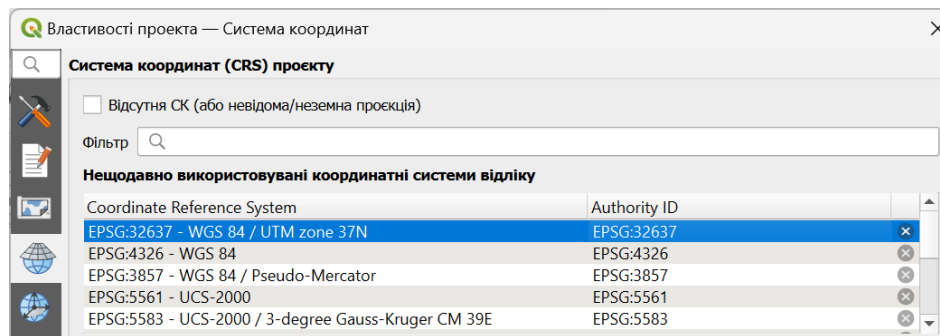 Властивості проекта — Система координат
Система координат (CRS) проєкту
Відсутня СК (або невідома/неземна проєкція)
Фільтр
Нещодавно використовувані координатні системи відліку
Coordinate Reference System Authority ID
EPSG:32637 - WGS 84 / UTM zone 37N EPSG:32637
EPSG:4326 - WGS 84 EPSG:4326
EPSG:3857 - WGS 84 / Pseudo-Mercator EPSG:3857
EPSG:5561 - UCS-2000 EPSG:5561
EPSG:5583 - UCS-2000 / 3-degree Gauss-Kruger CM 39E EPSG:5583